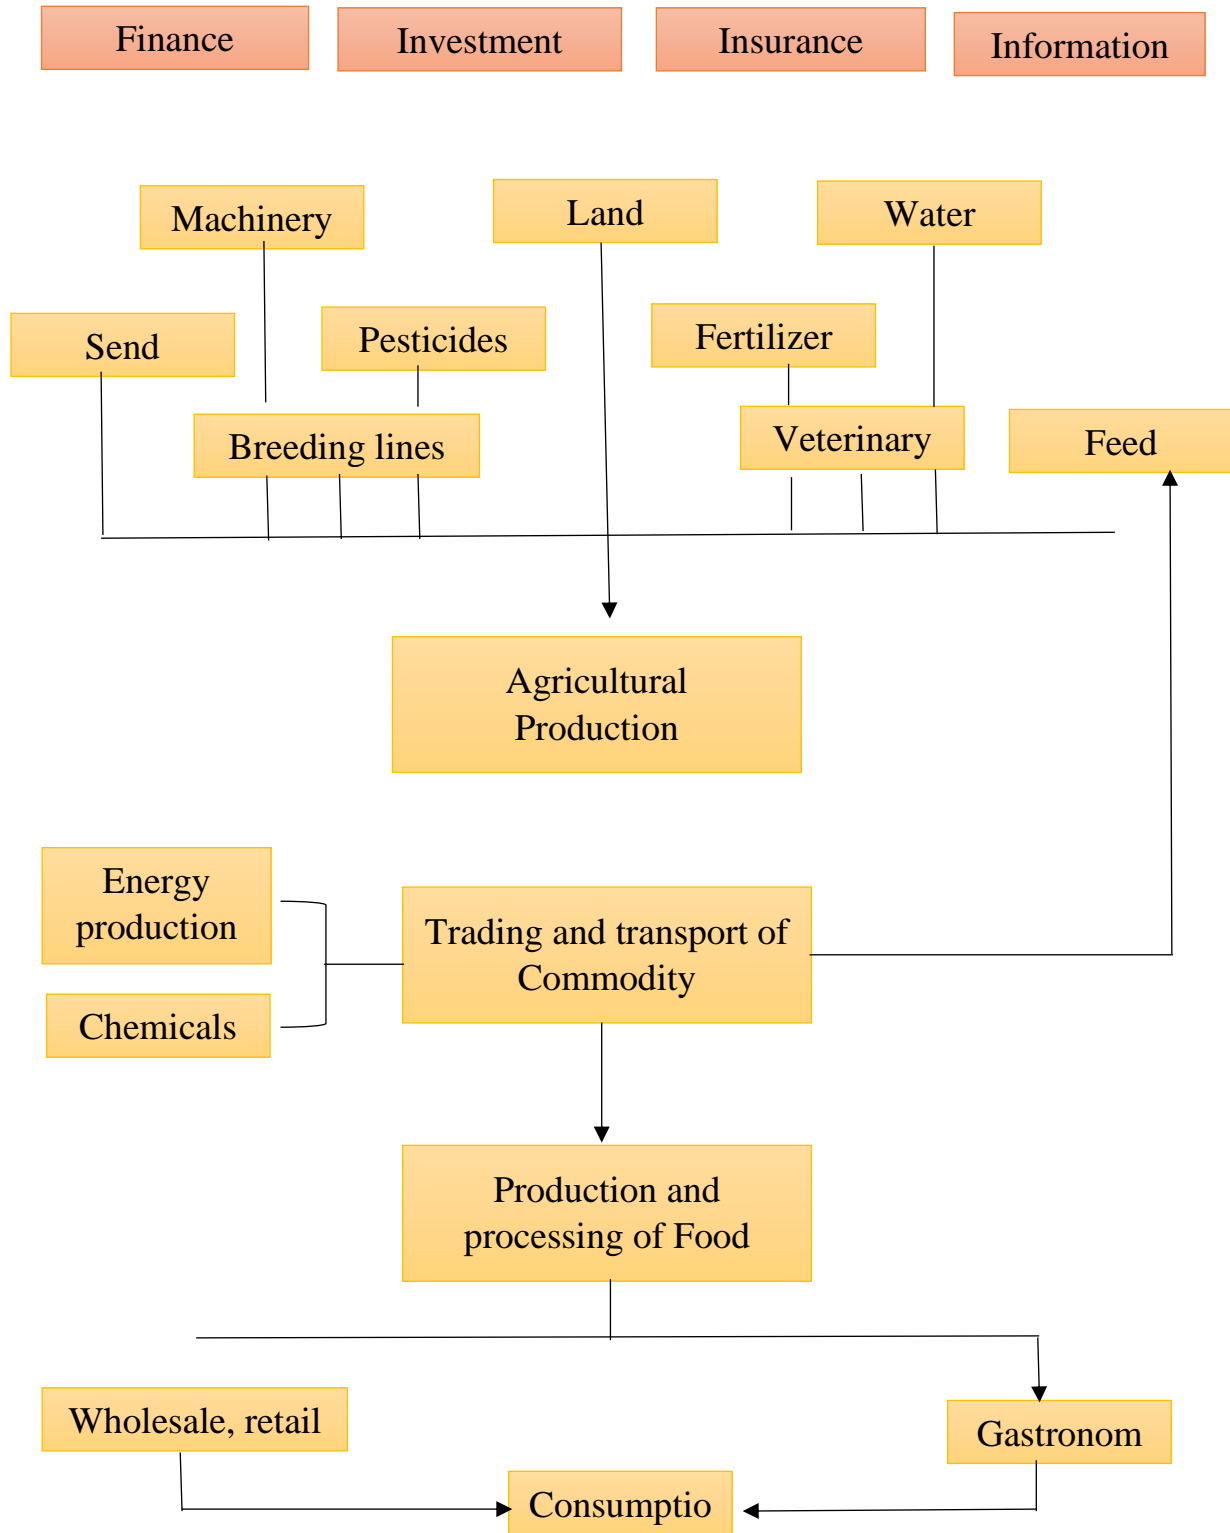 Finance
Investment
Insurance
Information
Machinery
Land
Water
Send
Pesticides
Fertilizer
Breeding lines
Veterinary
Feed
Agricultural
Production
Energy
production
Trading and transport of
Commodity
Chemicals
Production and
processing of Food
Wholesale, retail
Gastronom
Consumptio